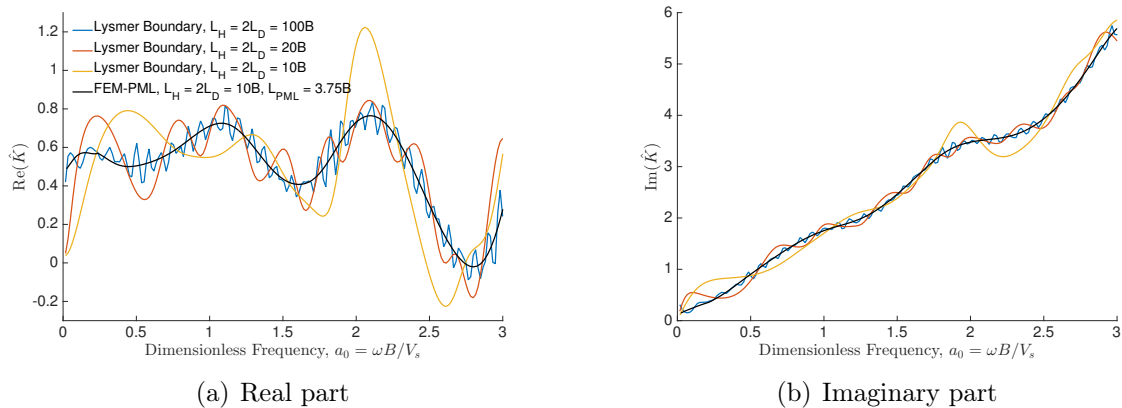 Lysmer Boundary, L_H = 2L_D = 100B
Lysmer Boundary, L_H = 2L_D = 20B
Lysmer Boundary, L_H = 2L_D = 10B
FEM-PML, L_H = 2L_D = 10B, L_PML = 3.75B
1.2
1
0.8
0.6
0.4
0.2
0
-0.2
Re(K̂)
0 0.5 1 1.5 2 2.5 3
Dimensionless Frequency, a_0 = ωB/V_s
(a) Real part
6
5
4
3
2
1
0
Im(K̂)
0 0.5 1 1.5 2 2.5 3
Dimensionless Frequency, a_0 = ωB/V_s
(b) Imaginary part